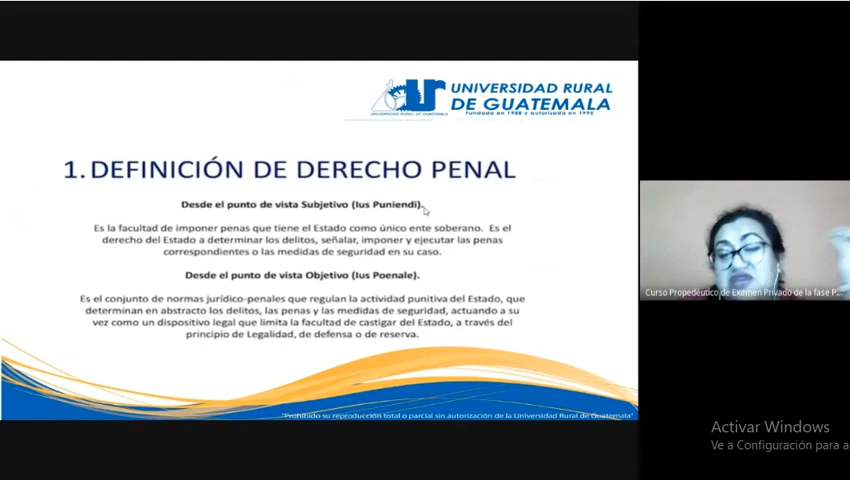 UNIVERSIDAD RURAL
DE GUATEMALA
Fundada en 1988 y autorizada en 1995
UNIVERSIDAD RURAL DE GUATEMALA
1. DEFINICIÓN DE DERECHO PENAL
Desde el punto de vista Subjetivo (Ius Puniendi).
Es la facultad de imponer penas que tiene el Estado como único ente soberano. Es el
derecho del Estado a determinar los delitos, señalar, imponer y ejecutar las penas
correspondientes o las medidas de seguridad en su caso.
Desde el punto de vista Objetivo (Ius Poenale).
Es el conjunto de normas jurídico-penales que regulan la actividad punitiva del Estado, que
determinan en abstracto los delitos, las penas y las medidas de seguridad, actuando a su
vez como un dispositivo legal que limita la facultad de castigar del Estado, a través del
principio de Legalidad, de defensa o de reserva.
"Prohibido su reproducción total o parcial sin autorización de la Universidad Rural de Guatemala"
Curso Propedéutico de Examen Privado de la fase P...
Activar Windows
Ve a Configuración para a